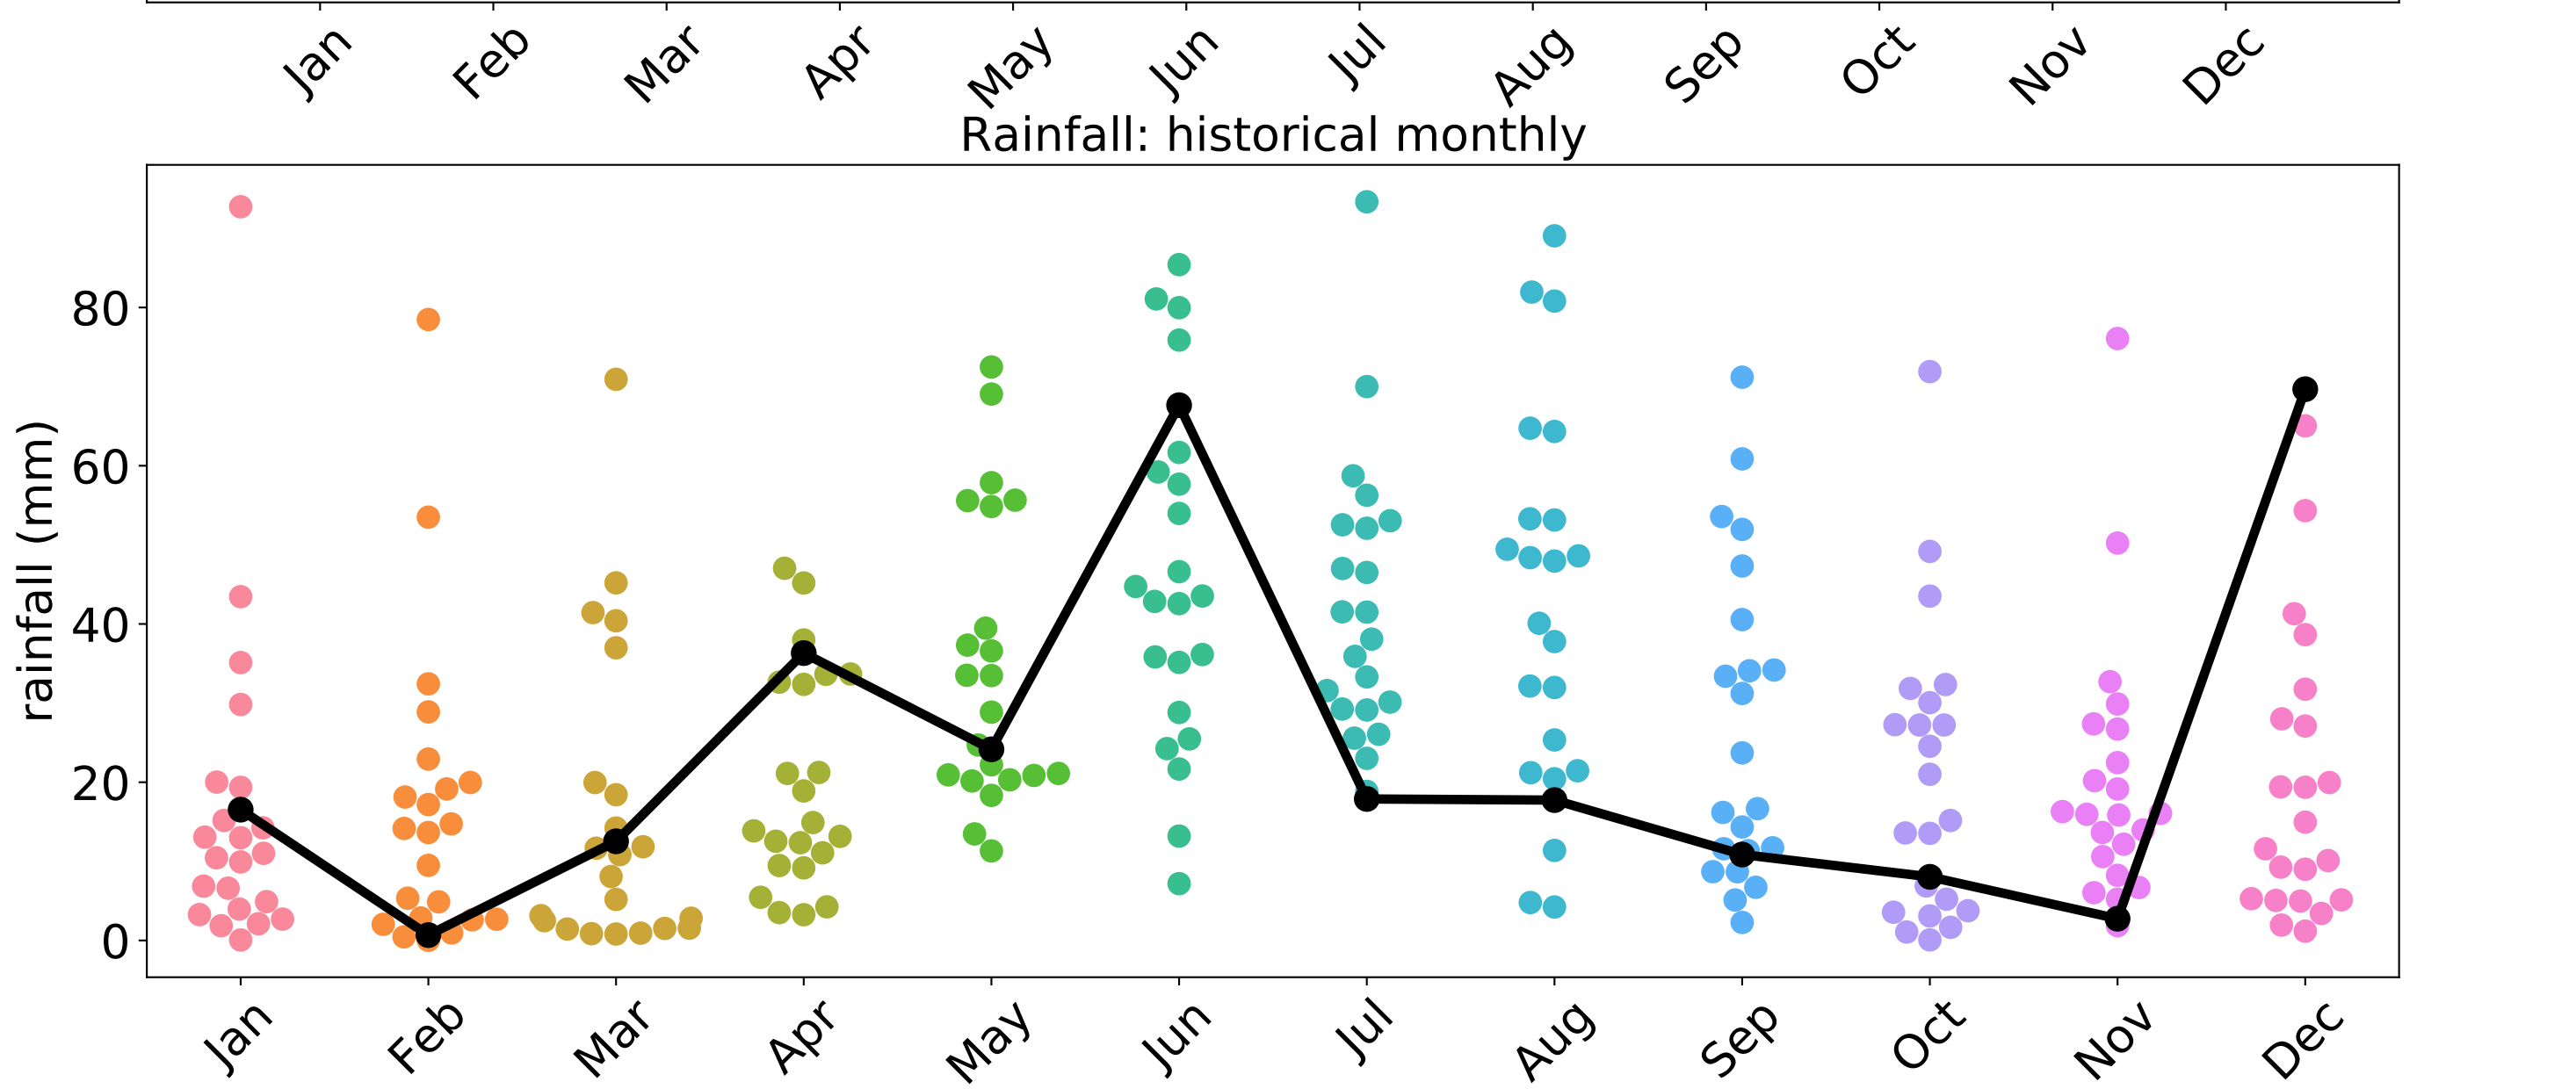 Jan Feb Mar Apr May Jun Jul Aug Sep Oct Nov Dec
Rainfall: historical monthly
rainfall (mm)
80
60
40
20
0
Jan Feb Mar Apr May Jun Jul Aug Sep Oct Nov Dec